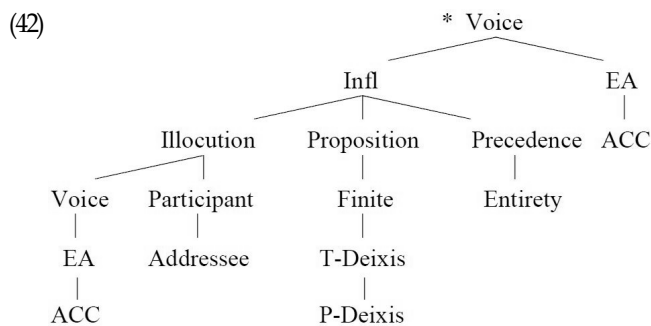 (42) * Voice
Infl EA
Illocution Proposition Precedence ACC
Voice Participant Finite Entirety
EA Addressee T-Deixis
ACC P-Deixis